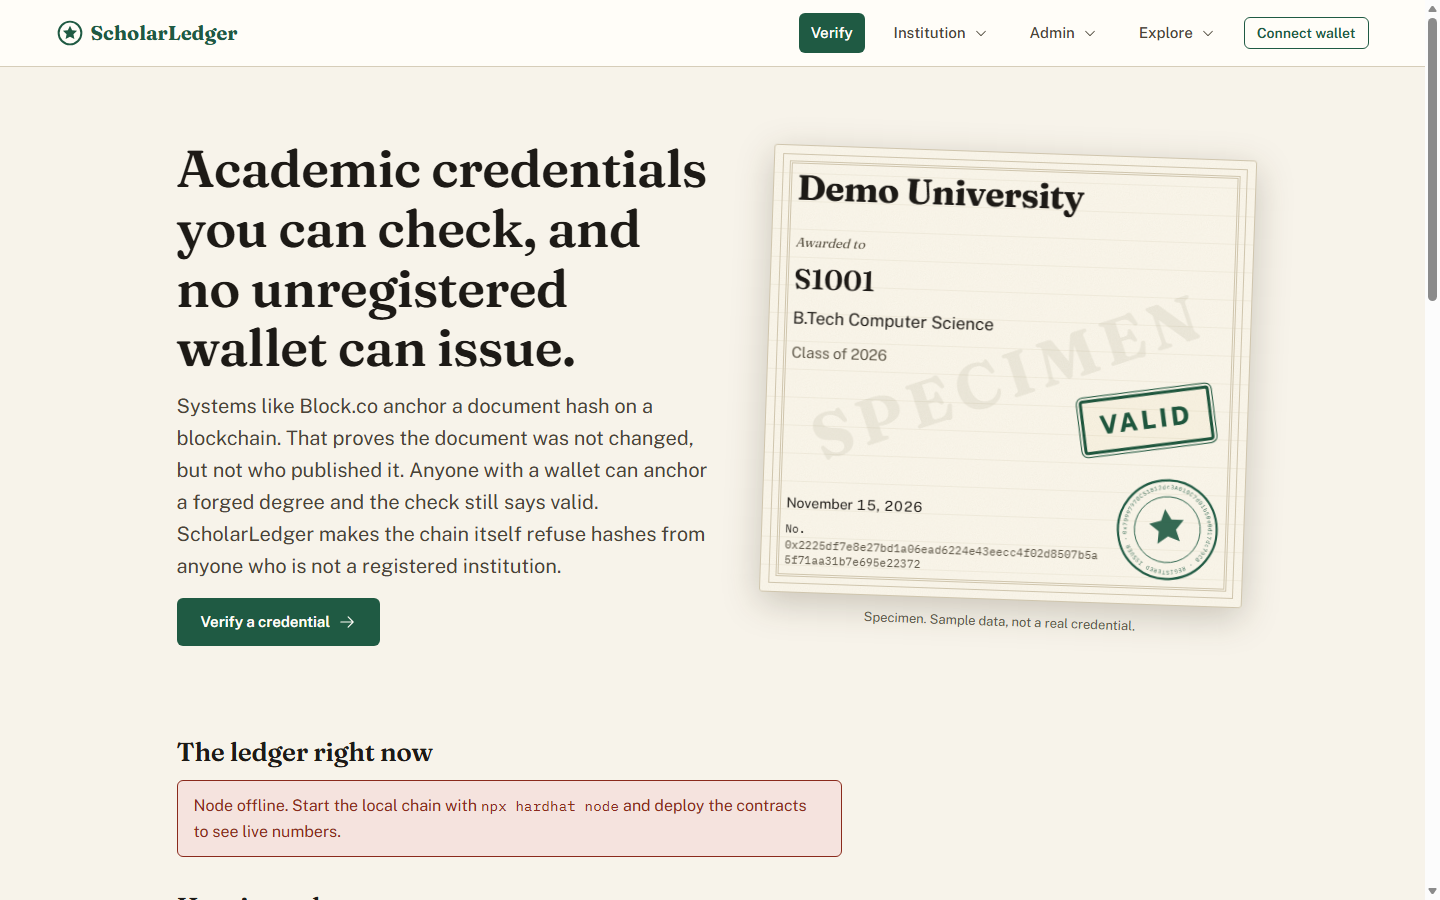 ScholarLedger
Verify
Institution
Admin
Explore
Connect wallet
Academic credentials
you can check, and
no unregistered
wallet can issue.
Systems like Block.co anchor a document hash on a
blockchain. That proves the document was not changed,
but not who published it. Anyone with a wallet can anchor
a forged degree and the check still says valid.
ScholarLedger makes the chain itself refuse hashes from
anyone who is not a registered institution.
Verify a credential
Demo University
Awarded to
S1001
B.Tech Computer Science
Class of 2026
SPECIMEN
VALID
November 15, 2026
No.
0x2225df7e8e27bd1a06ead6224e43eecc4f02d8507b5a
5f71aa31b7e695e22372
REGISTERED ISSUER
Specimen. Sample data, not a real credential.
The ledger right now
Node offline. Start the local chain with npx hardhat node and deploy the contracts
to see live numbers.